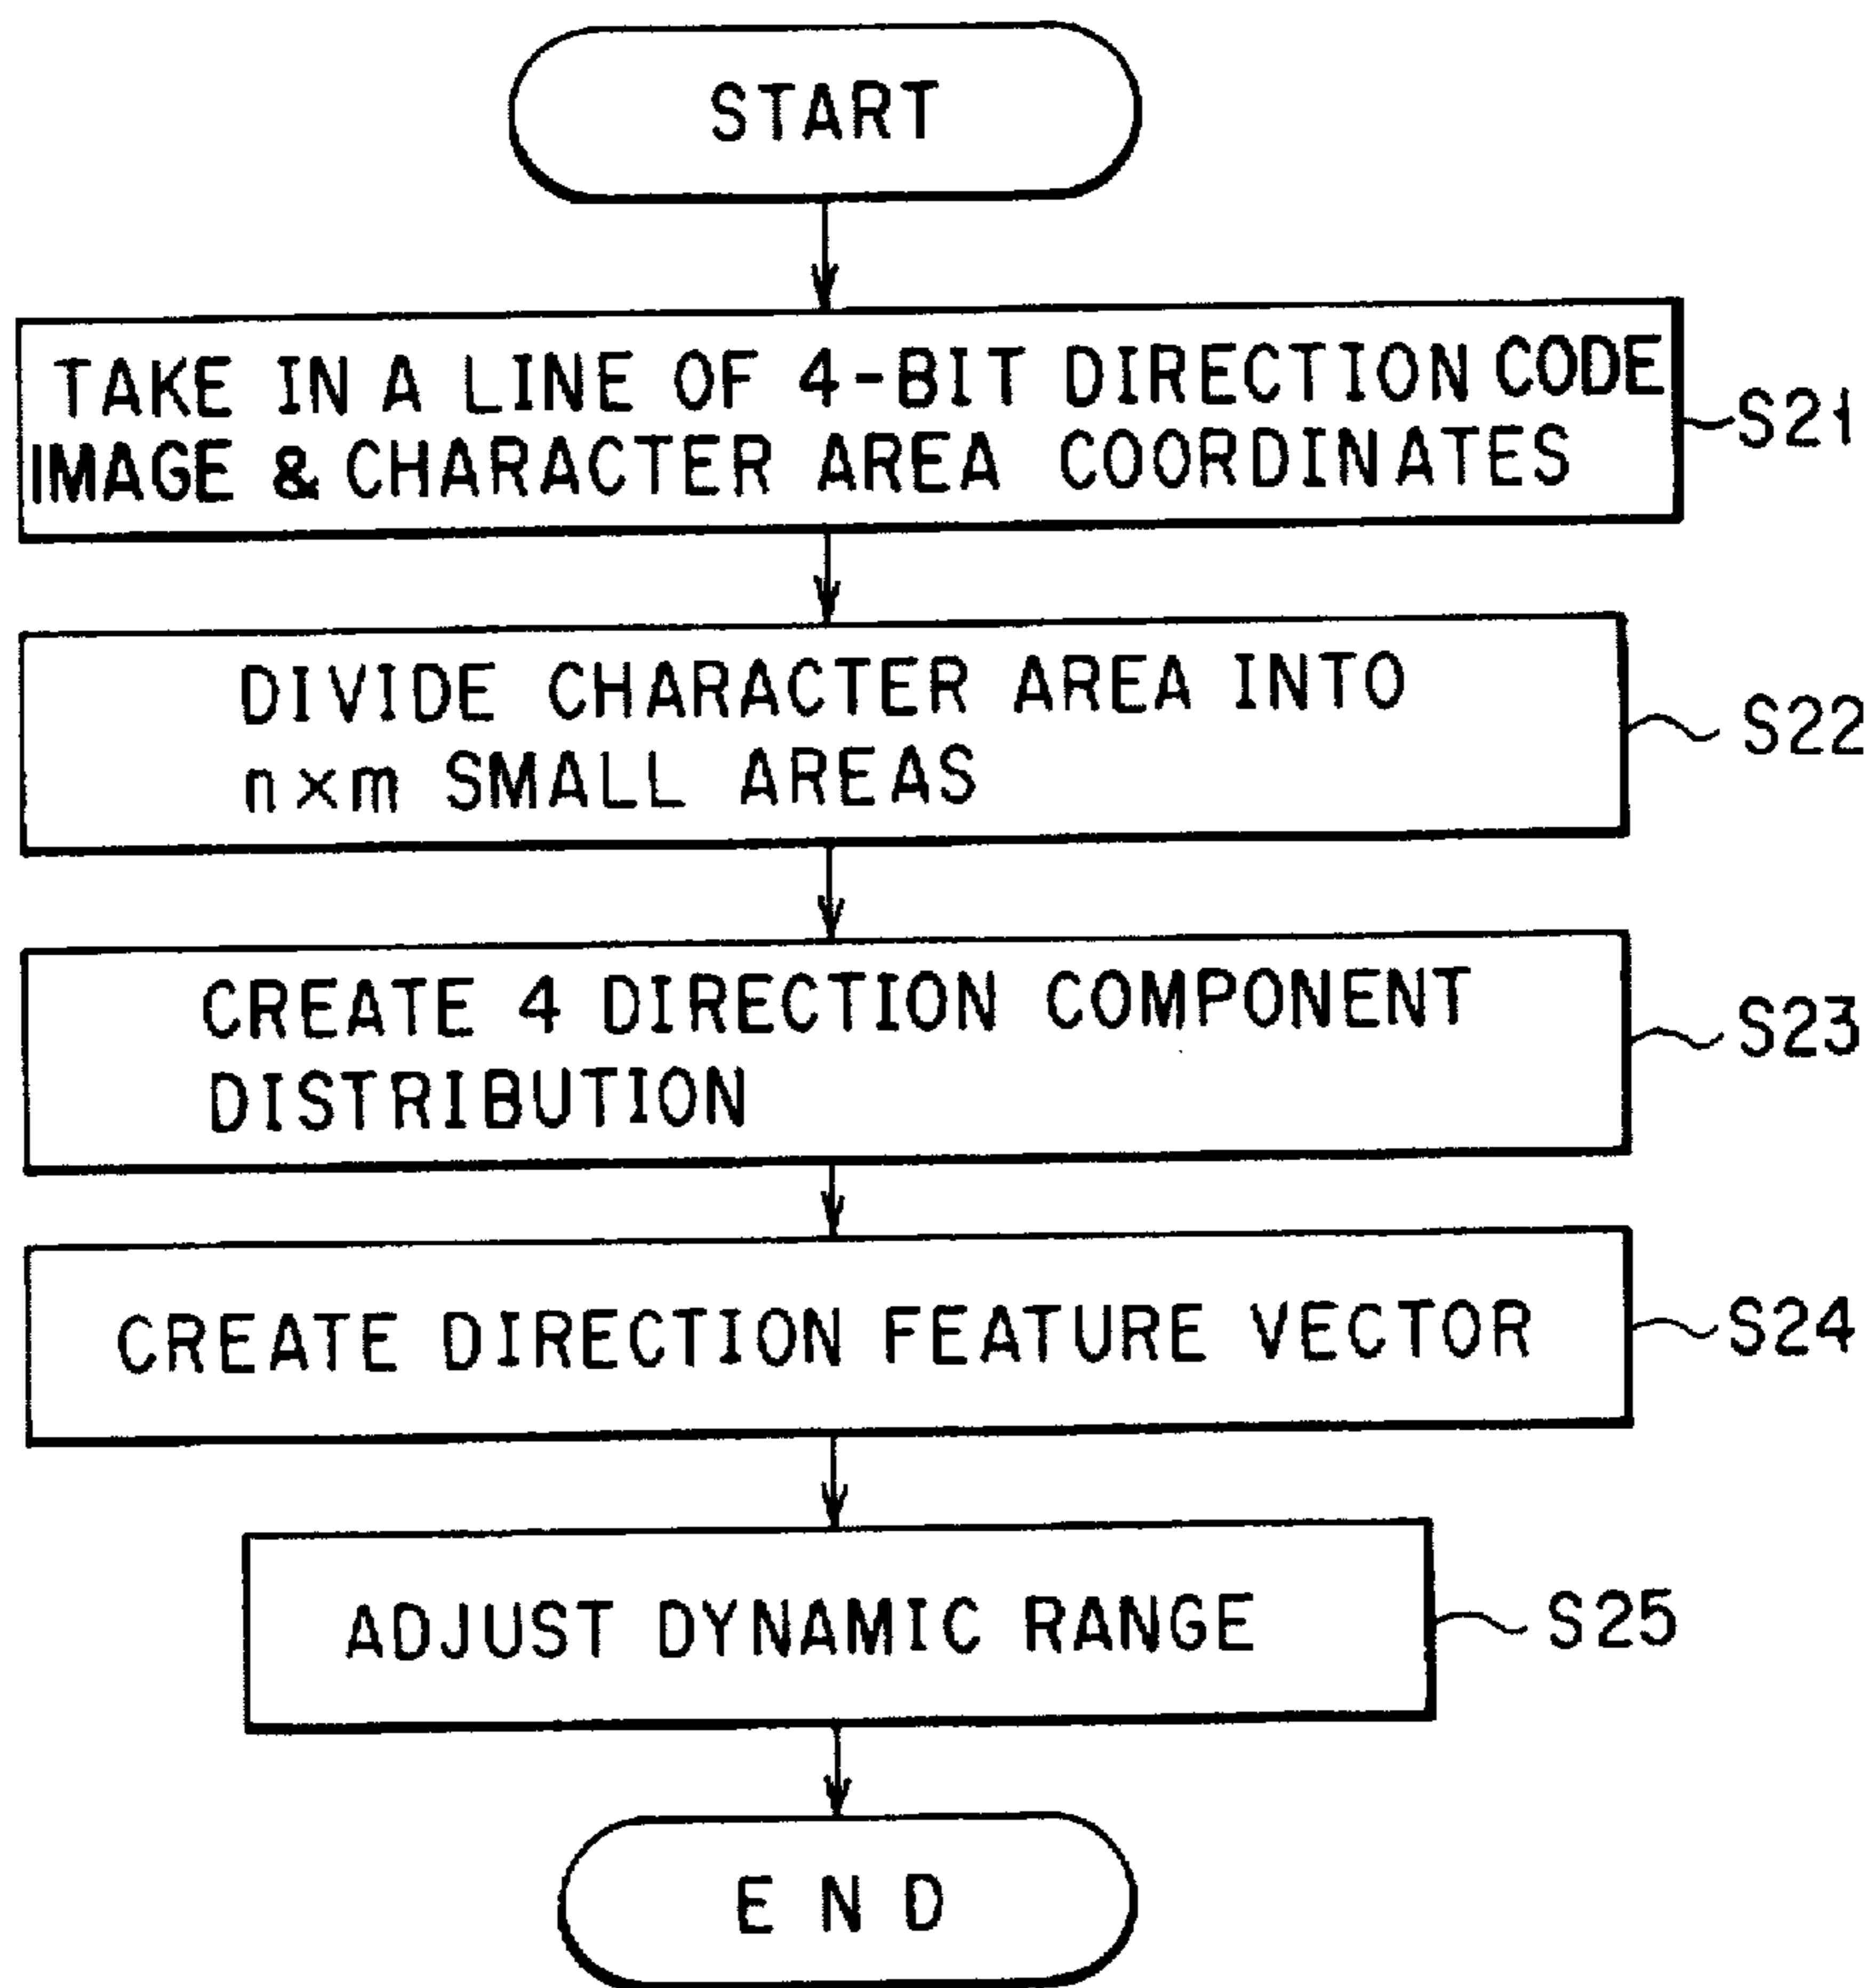 START
TAKE IN A LINE OF 4-BIT DIRECTION CODE
IMAGE & CHARACTER AREA COORDINATES
S21
DIVIDE CHARACTER AREA INTO
n×m SMALL AREAS
S22
CREATE 4 DIRECTION COMPONENT
DISTRIBUTION
S23
CREATE DIRECTION FEATURE VECTOR
S24
ADJUST DYNAMIC RANGE
S25
END